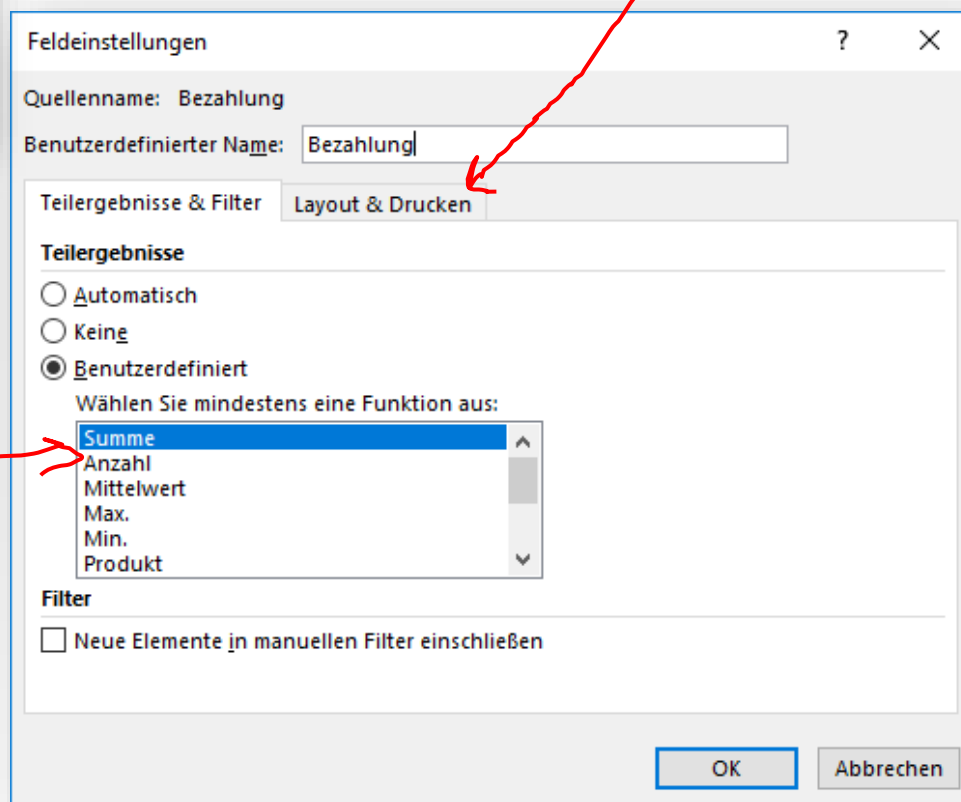 Feldeinstellungen ?
Quellenname: Bezahlung
Benutzerdefinierter Name: Bezahlung
Teilergebnisse & Filter Layout & Drucken
Teilergebnisse
Automatisch
Keine
Benutzerdefiniert
Wählen Sie mindestens eine Funktion aus:
Summe
Anzahl
Mittelwert
Max.
Min.
Produkt
Filter
Neue Elemente in manuellen Filter einschließen
OK Abbrechen